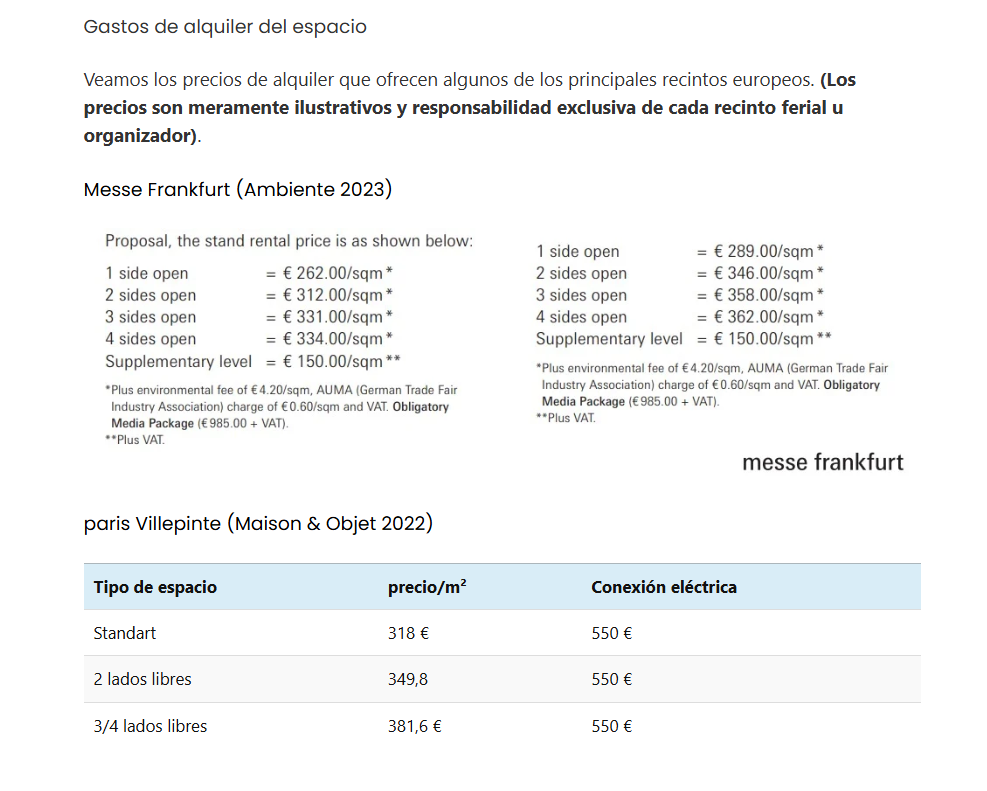 Gastos de alquiler del espacio
Veamos los precios de alquiler que ofrecen algunos de los principales recintos europeos. (Los
precios son meramente ilustrativos y responsabilidad exclusiva de cada recinto ferial u
organizador).
Messe Frankfurt (Ambiente 2023)
Proposal, the stand rental price is as shown below:
1 side open = € 262.00/sqm *
2 sides open = € 312.00/sqm *
3 sides open = € 331.00/sqm *
4 sides open = € 334.00/sqm *
Supplementary level = € 150.00/sqm **
*Plus environmental fee of € 4.20/sqm, AUMA (German Trade Fair
Industry Association) charge of € 0.60/sqm and VAT. Obligatory
Media Package (€ 985.00 + VAT).
**Plus VAT.
1 side open = € 289.00/sqm *
2 sides open = € 346.00/sqm *
3 sides open = € 358.00/sqm *
4 sides open = € 362.00/sqm *
Supplementary level = € 150.00/sqm **
*Plus environmental fee of € 4.20/sqm, AUMA (German Trade Fair
Industry Association) charge of € 0.60/sqm and VAT. Obligatory
Media Package (€ 985.00 + VAT).
**Plus VAT.
messe frankfurt
paris Villepinte (Maison & Objet 2022)
Tipo de espacio precio/m² Conexión eléctrica
Standart 318 € 550 €
2 lados libres 349,8 550 €
3/4 lados libres 381,6 € 550 €